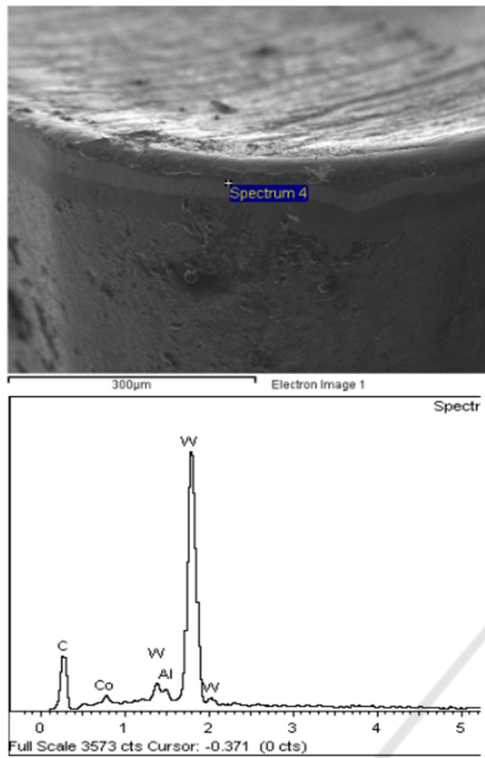 Spectrum 4
300µm Electron Image 1
Spectr
W
C
W
Co
Al
W
0 1 2 3 4 5
Full Scale 3573 cts Cursor: -0.371 (0 cts)